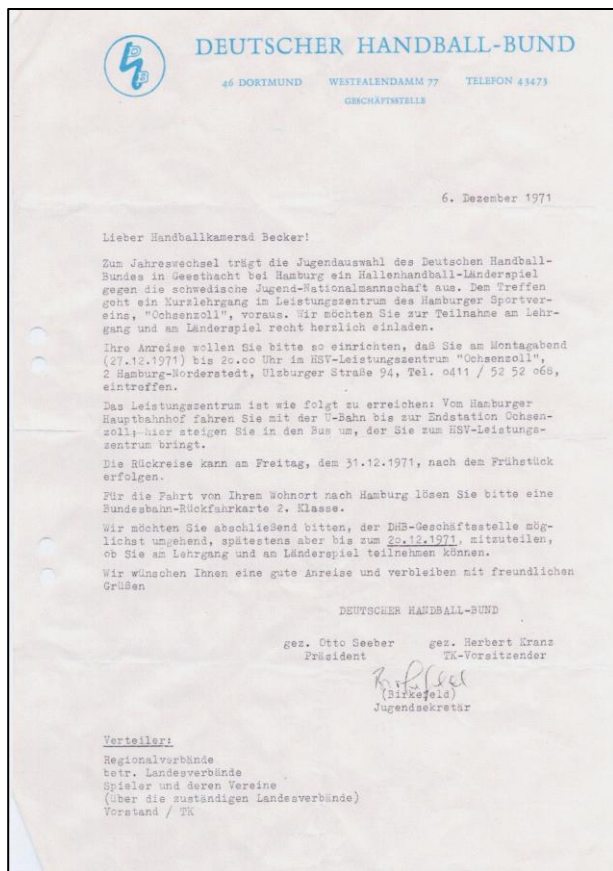 DHB
DEUTSCHER HANDBALL-BUND
46 DORTMUND WESTFALENDAMM 77 TELEFON 43473
GESCHÄFTSSTELLE
6. Dezember 1971
Lieber Handballkamerad Becker!
Zum Jahreswechsel trägt die Jugendauswahl des Deutschen Handball-
Bundes in Geesthacht bei Hamburg ein Hallenhandball-Länderspiel
gegen die schwedische Jugend-Nationalmannschaft aus. Dem Treffen
geht ein Kurzlehrgang im Leistungszentrum des Hamburger Sportver-
eins, "Ochsenzoll", voraus. Wir möchten Sie zur Teilnahme am Lehr-
gang und am Länderspiel recht herzlich einladen.
Ihre Anreise wollen Sie bitte so einrichten, daß Sie am Montagabend
(27.12.1971) bis 20.00 Uhr im HSV-Leistungszentrum "Ochsenzoll",
2 Hamburg-Norderstedt, Ulzburger Straße 94, Tel. 0411 / 52 52 068,
eintreffen.
Das Leistungszentrum ist wie folgt zu erreichen: Vom Hamburger
Hauptbahnhof fahren Sie mit der U-Bahn bis zur Endstation Ochsen-
zoll; hier steigen Sie in den Bus um, der Sie zum HSV-Leistungs-
zentrum bringt.
Die Rückreise kann am Freitag, dem 31.12.1971, nach dem Frühstück
erfolgen.
Für die Fahrt von Ihrem Wohnort nach Hamburg lösen Sie bitte eine
Bundesbahn-Rückfahrkarte 2. Klasse.
Wir möchten Sie abschließend bitten, der DHB-Geschäftsstelle mög-
lichst umgehend, spätestens aber bis zum 20.12.1971, mitzuteilen,
ob Sie am Lehrgang und am Länderspiel teilnehmen können.
Wir wünschen Ihnen eine gute Anreise und verbleiben mit freundlichen
Grüßen
DEUTSCHER HANDBALL-BUND
gez. Otto Seeber gez. Herbert Kranz
Präsident TK-Vorsitzender
Birkefeld
(Birkefeld)
Jugendsekretär
Verteiler:
Regionalverbände
betr. Landesverbände
Spieler und deren Vereine
(über die zuständigen Landesverbände)
Vorstand / TK